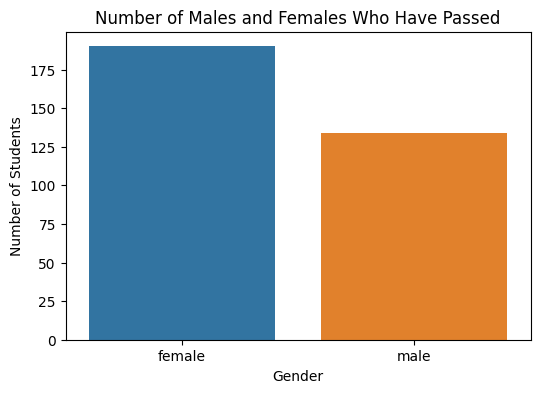 Number of Males and Females Who Have Passed
Number of Students
175
150
125
100
75
50
25
0
female male
Gender